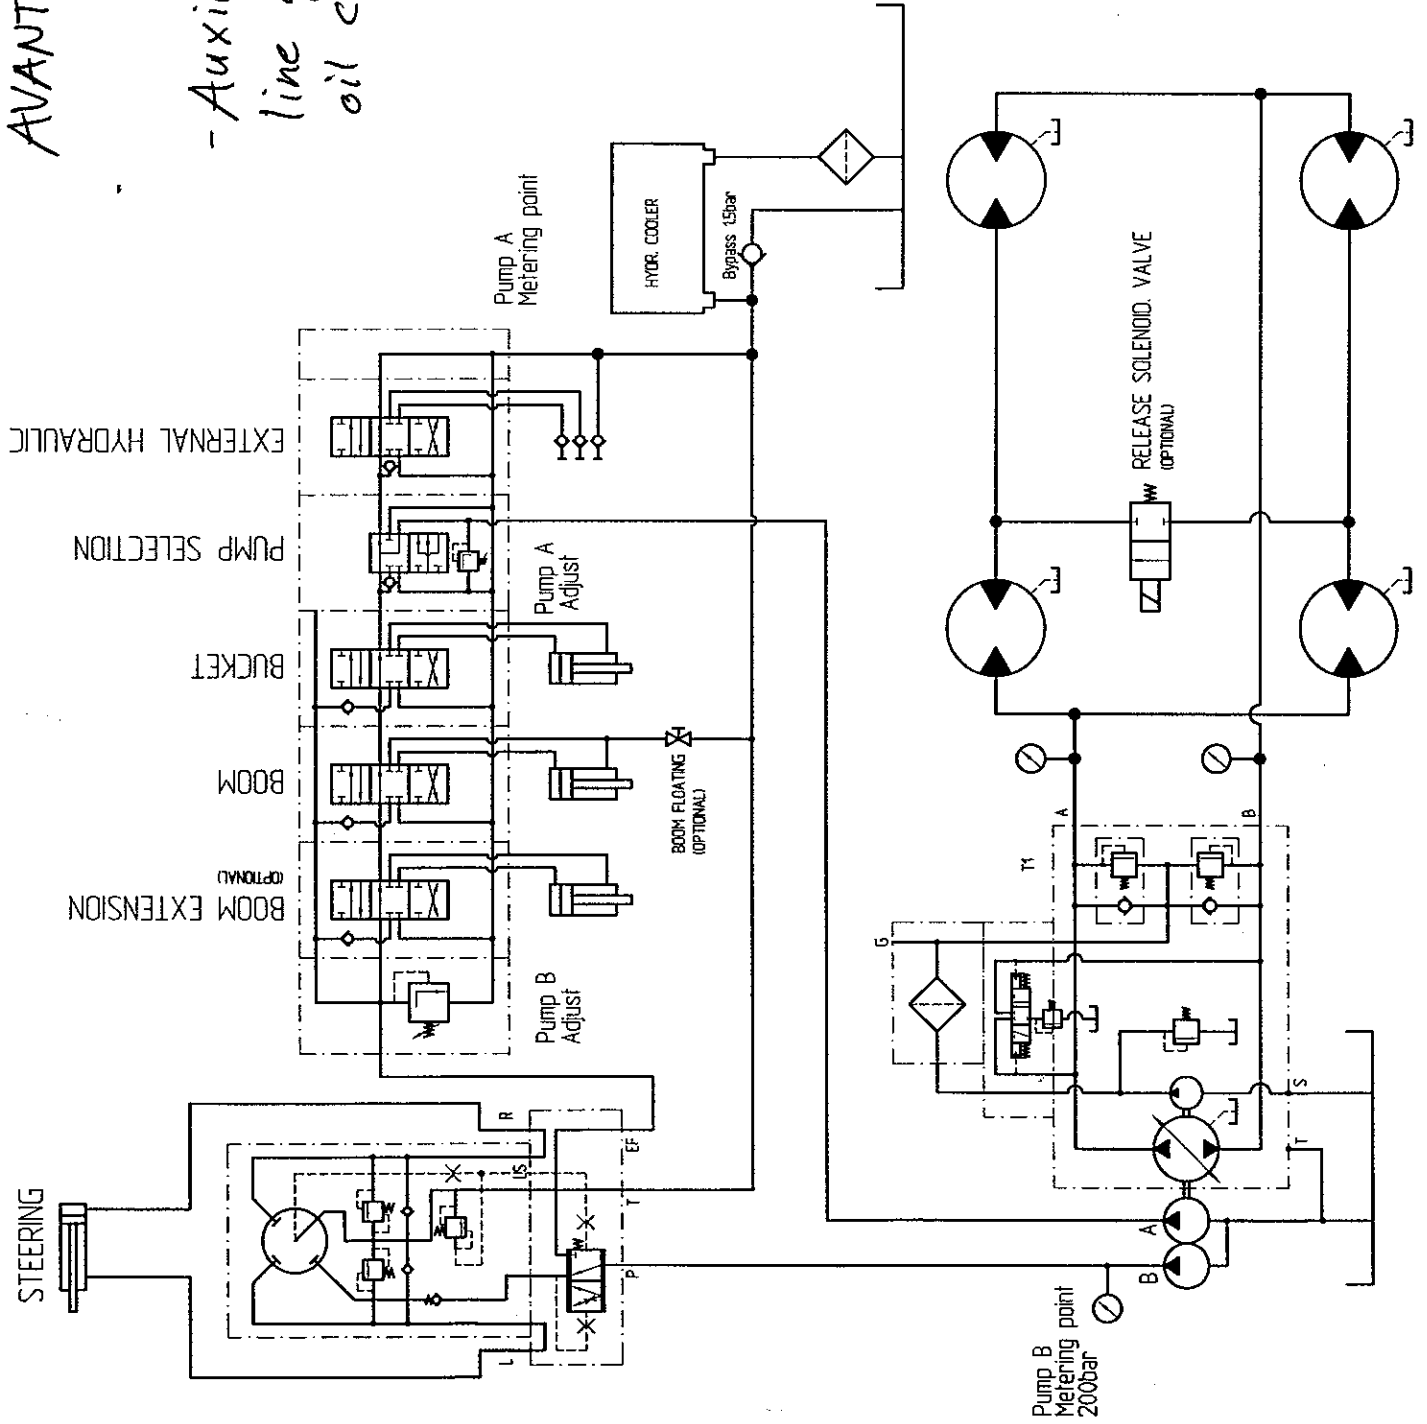 AVANT
- Auxi
line
oil c
EXTERNAL HYDRAULIC
PUMP SELECTION
BUCKET
BOOM
BOOM EXTENSION
(OPTIONAL)
Pump A
Metering point
Pump A
Adjust
Pump B
Adjust
BOOM FLOATING
(OPTIONAL)
HYDR. COOLER
Bypass 1.5bar
RELEASE SOLENOID. VALVE
(OPTIONAL)
STEERING
R
L
LS
EF
T
P
A
B
Pump B
Metering point
200bar
G
T1
A
B
S
T